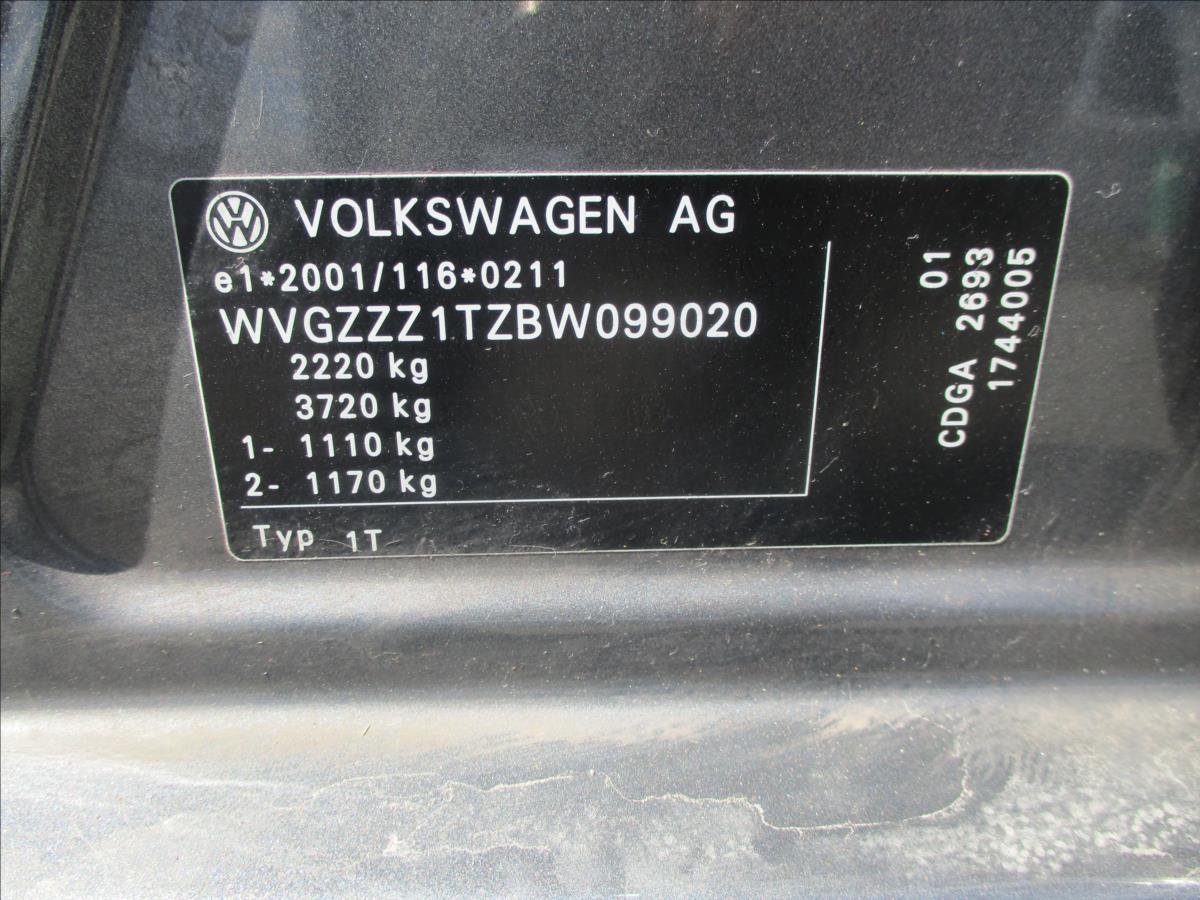 VOLKSWAGEN AG
e1*2001/116*0211
WVGZZZ1TZBW099020
2220 kg
3720 kg
1- 1110 kg
2- 1170 kg
Typ 1T
01
CDGA 2693
1744005